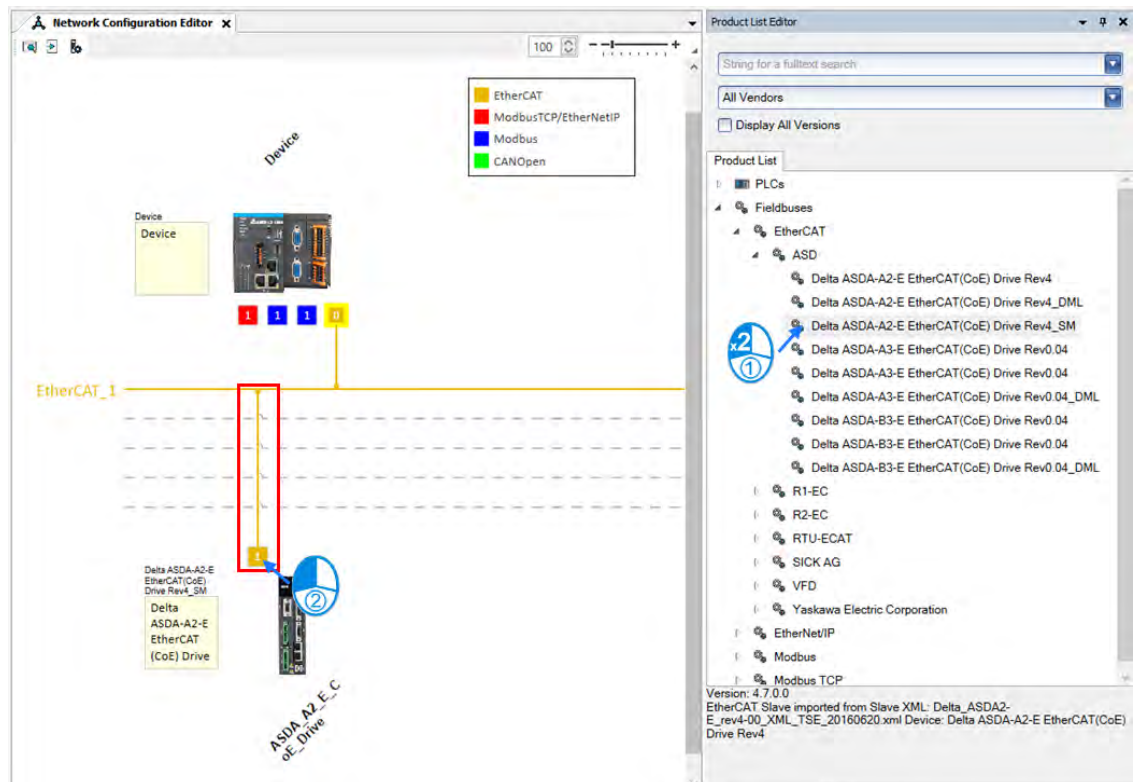 Network Configuration Editor
100
EtherCAT
ModbusTCP/EtherNetIP
Modbus
CANOpen
Device
Device
Device
1 1 1 0
EtherCAT_1
1
②
Delta ASDA-A2-E
EtherCAT(CoE)
Drive Rev4_SM
Delta
ASDA-A2-E
EtherCAT
(CoE) Drive
ASDA_A2_E_C
oE_Drive
Product List Editor
String for a fulltext search
All Vendors
Display All Versions
Product List
PLCs
Fieldbuses
EtherCAT
ASD
Delta ASDA-A2-E EtherCAT(CoE) Drive Rev4
Delta ASDA-A2-E EtherCAT(CoE) Drive Rev4_DML
Delta ASDA-A2-E EtherCAT(CoE) Drive Rev4_SM
x2
①
Delta ASDA-A3-E EtherCAT(CoE) Drive Rev0.04
Delta ASDA-A3-E EtherCAT(CoE) Drive Rev0.04
Delta ASDA-A3-E EtherCAT(CoE) Drive Rev0.04_DML
Delta ASDA-B3-E EtherCAT(CoE) Drive Rev0.04
Delta ASDA-B3-E EtherCAT(CoE) Drive Rev0.04
Delta ASDA-B3-E EtherCAT(CoE) Drive Rev0.04_DML
R1-EC
R2-EC
RTU-ECAT
SICK AG
VFD
Yaskawa Electric Corporation
EtherNet/IP
Modbus
Modbus TCP
Version: 4.7.0.0
EtherCAT Slave imported from Slave XML: Delta_ASDA2-
E_rev4-00_XML_TSE_20160620.xml Device: Delta ASDA-A2-E EtherCAT(CoE)
Drive Rev4